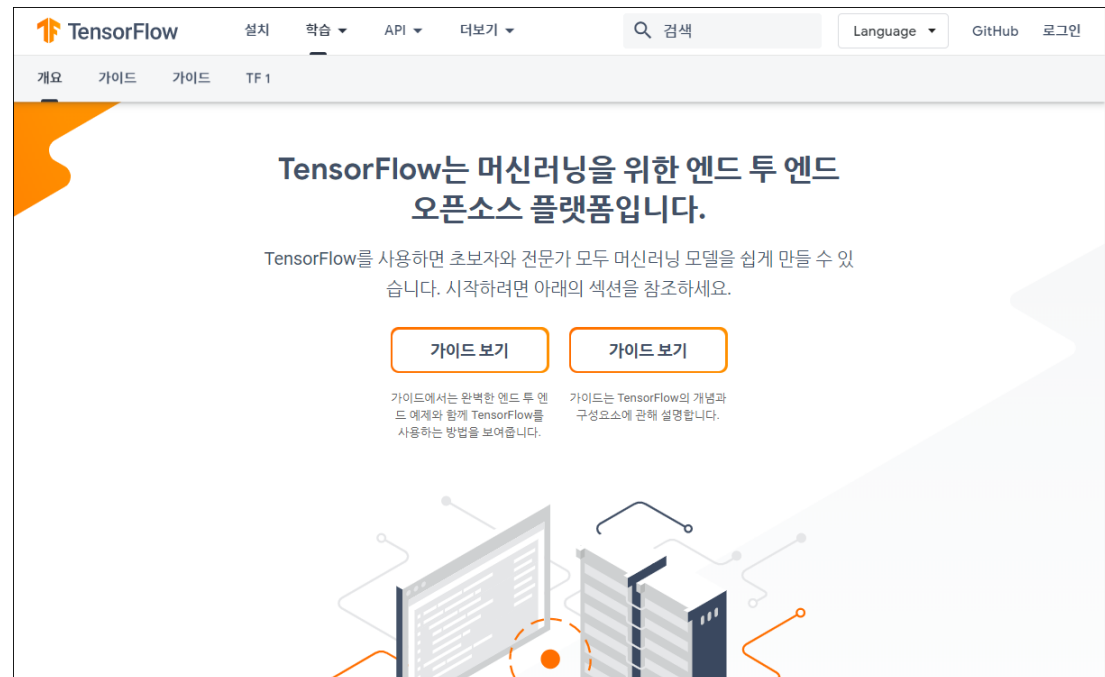 TensorFlow 설치 학습 API 더보기 검색 Language GitHub 로그인
개요 가이드 가이드 TF 1
TensorFlow는 머신러닝을 위한 엔드 투 엔드
오픈소스 플랫폼입니다.
TensorFlow를 사용하면 초보자와 전문가 모두 머신러닝 모델을 쉽게 만들 수 있
습니다. 시작하려면 아래의 섹션을 참조하세요.
가이드 보기
가이드에서는 완벽한 엔드 투 엔
드 예제와 함께 TensorFlow를
사용하는 방법을 보여줍니다.
가이드 보기
가이드는 TensorFlow의 개념과
구성요소에 관해 설명합니다.